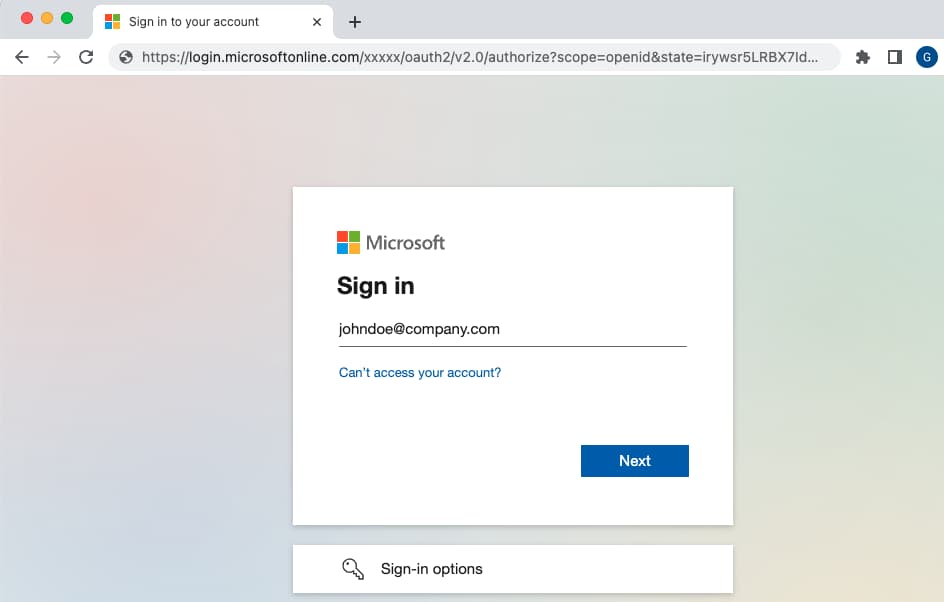 Sign in to your account
https://login.microsoftonline.com/xxxxx/oauth2/v2.0/authorize?scope=openid&state=irywsr5LRBX7Id...
G
Microsoft
Sign in
johndoe@company.com
Can't access your account?
Next
Sign-in options